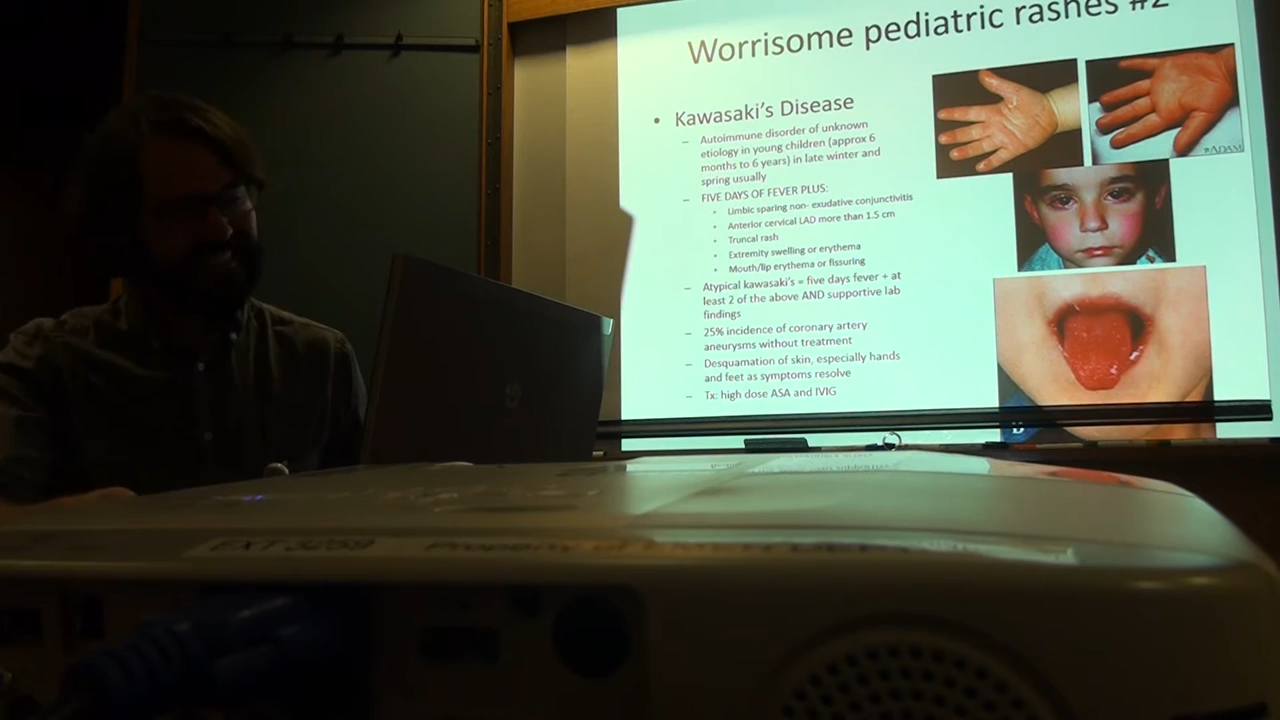 Worrisome pediatric rashes #2
• Kawasaki's Disease
– Autoimmune disorder of unknown
etiology in young children (approx 6
months to 6 years) in late winter and
spring usually
– FIVE DAYS OF FEVER PLUS:
• Limbic sparing non- exudative conjunctivitis
• Anterior cervical LAD more than 1.5 cm
• Truncal rash
• Extremity swelling or erythema
• Mouth/lip erythema or fissuring
– Atypical kawasaki's = five days fever + at
least 2 of the above AND supportive lab
findings
– 25% incidence of coronary artery
aneurysms without treatment
– Desquamation of skin, especially hands
and feet as symptoms resolve
– Tx: high dose ASA and IVIG
ADAM
EXT 3259
Property of